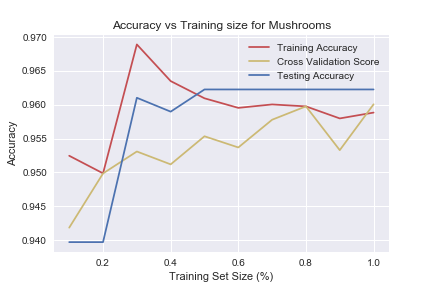 Accuracy vs Training size for Mushrooms
0.970
0.965
0.960
0.955
0.950
0.945
0.940
Accuracy
Training Accuracy
Cross Validation Score
Testing Accuracy
0.2 0.4 0.6 0.8 1.0
Training Set Size (%)